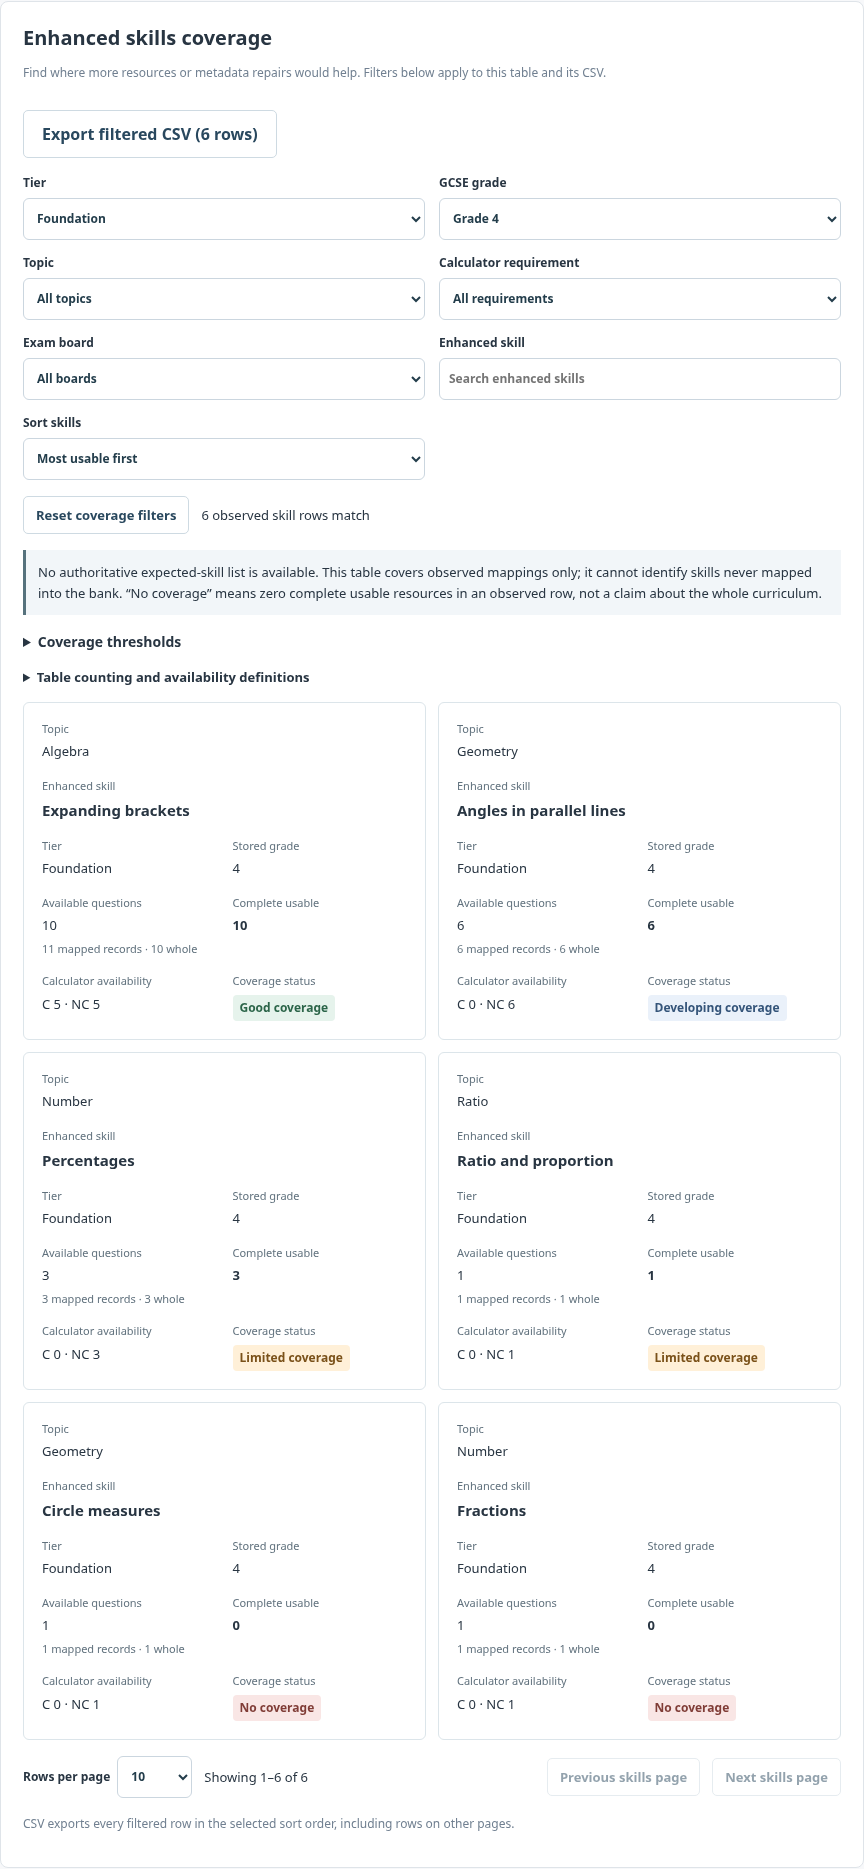 Enhanced skills coverage
Find where more resources or metadata repairs would help. Filters below apply to this table and its CSV.
Export filtered CSV (6 rows)
Tier
GCSE grade
Foundation
Grade 4
Topic
Calculator requirement
All topics
All requirements
Exam board
Enhanced skill
All boards
Search enhanced skills
Sort skills
Most usable first
Reset coverage filters
6 observed skill rows match
No authoritative expected-skill list is available. This table covers observed mappings only; it cannot identify skills never mapped
into the bank. “No coverage” means zero complete usable resources in an observed row, not a claim about the whole curriculum.
Coverage thresholds
Table counting and availability definitions
Topic
Algebra
Enhanced skill
Expanding brackets
Tier
Stored grade
Foundation
4
Available questions
Complete usable
10
10
11 mapped records · 10 whole
Calculator availability
Coverage status
C 5 · NC 5
Good coverage
Topic
Geometry
Enhanced skill
Angles in parallel lines
Tier
Stored grade
Foundation
4
Available questions
Complete usable
6
6
6 mapped records · 6 whole
Calculator availability
Coverage status
C 0 · NC 6
Developing coverage
Topic
Number
Enhanced skill
Percentages
Tier
Stored grade
Foundation
4
Available questions
Complete usable
3
3
3 mapped records · 3 whole
Calculator availability
Coverage status
C 0 · NC 3
Limited coverage
Topic
Ratio
Enhanced skill
Ratio and proportion
Tier
Stored grade
Foundation
4
Available questions
Complete usable
1
1
1 mapped records · 1 whole
Calculator availability
Coverage status
C 0 · NC 1
Limited coverage
Topic
Geometry
Enhanced skill
Circle measures
Tier
Stored grade
Foundation
4
Available questions
Complete usable
1
0
1 mapped records · 1 whole
Calculator availability
Coverage status
C 0 · NC 1
No coverage
Topic
Number
Enhanced skill
Fractions
Tier
Stored grade
Foundation
4
Available questions
Complete usable
1
0
1 mapped records · 1 whole
Calculator availability
Coverage status
C 0 · NC 1
No coverage
Rows per page
10
Showing 1–6 of 6
Previous skills page
Next skills page
CSV exports every filtered row in the selected sort order, including rows on other pages.